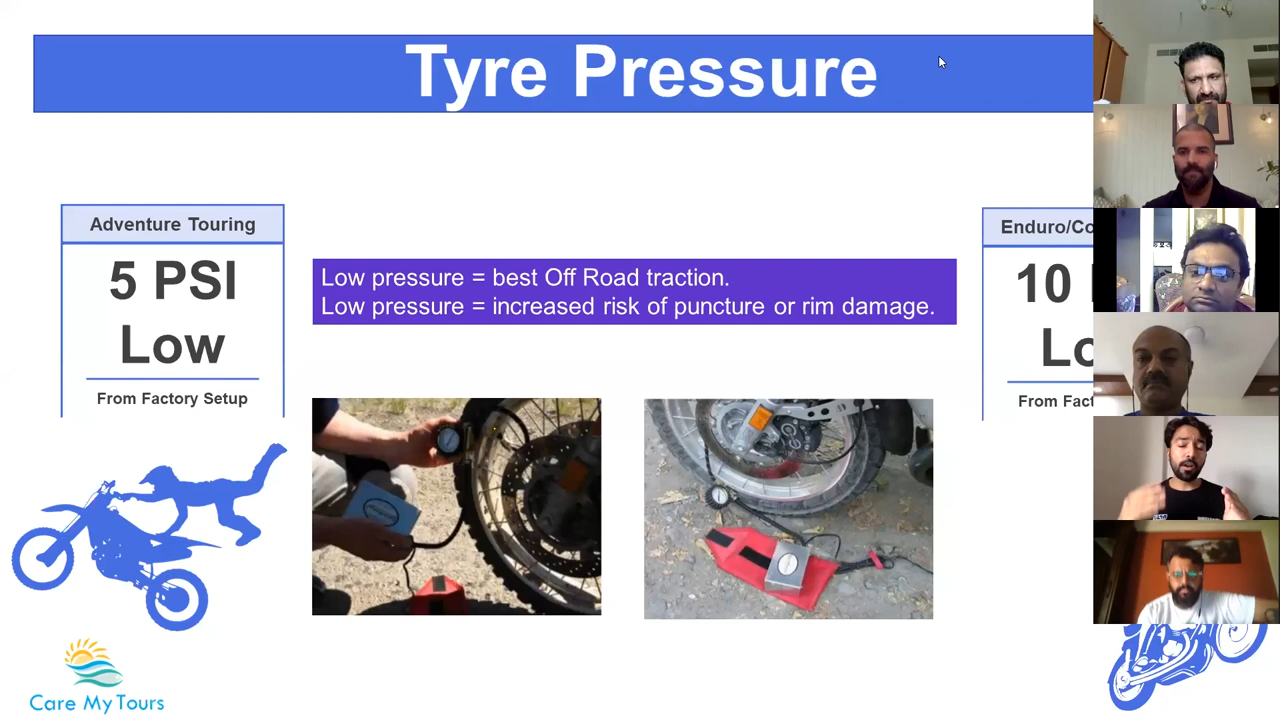 Tyre Pressure
Adventure Touring
5 PSI
Low
From Factory Setup
Low pressure = best Off Road traction.
Low pressure = increased risk of puncture or rim damage.
Enduro/Co
10
Lo
From Fact
Care My Tours